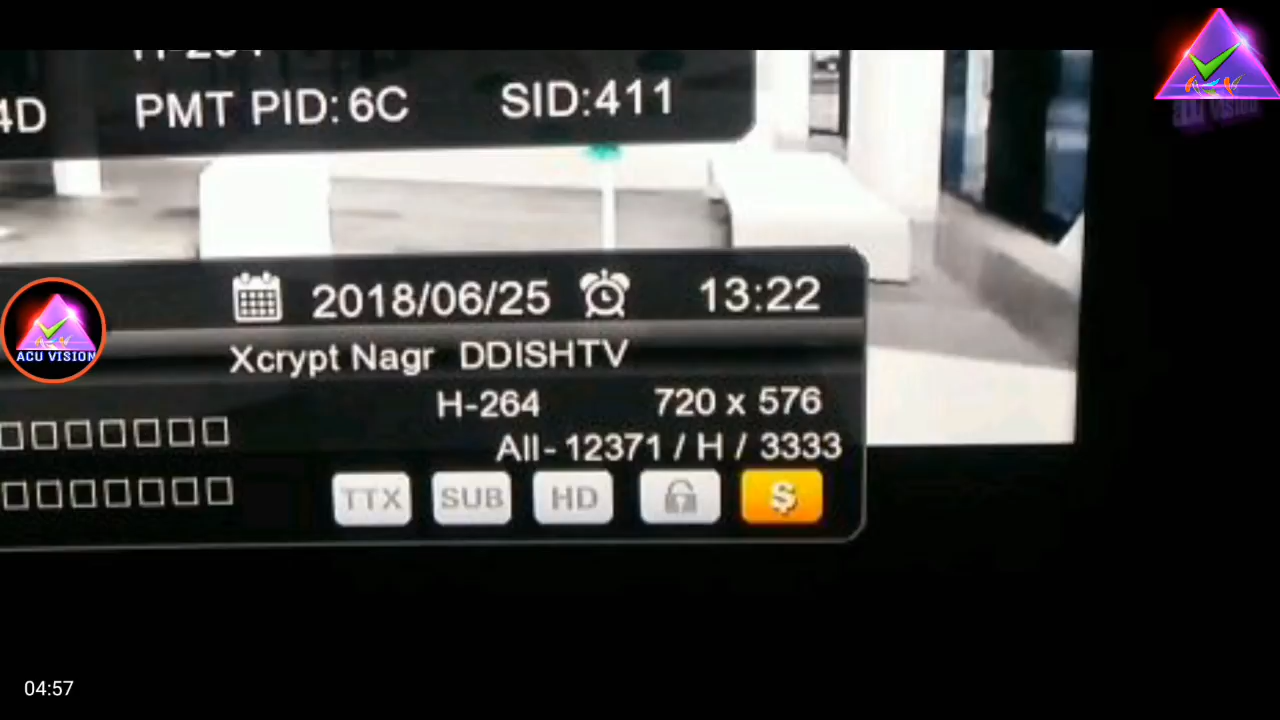 4D PMT PID: 6C SID:411
2018/06/25 13:22
ACU VISION
Xcrypt Nagr DDISHTV
H-264 720 x 576
All- 12371 / H / 3333
TTX SUB HD $
04:57